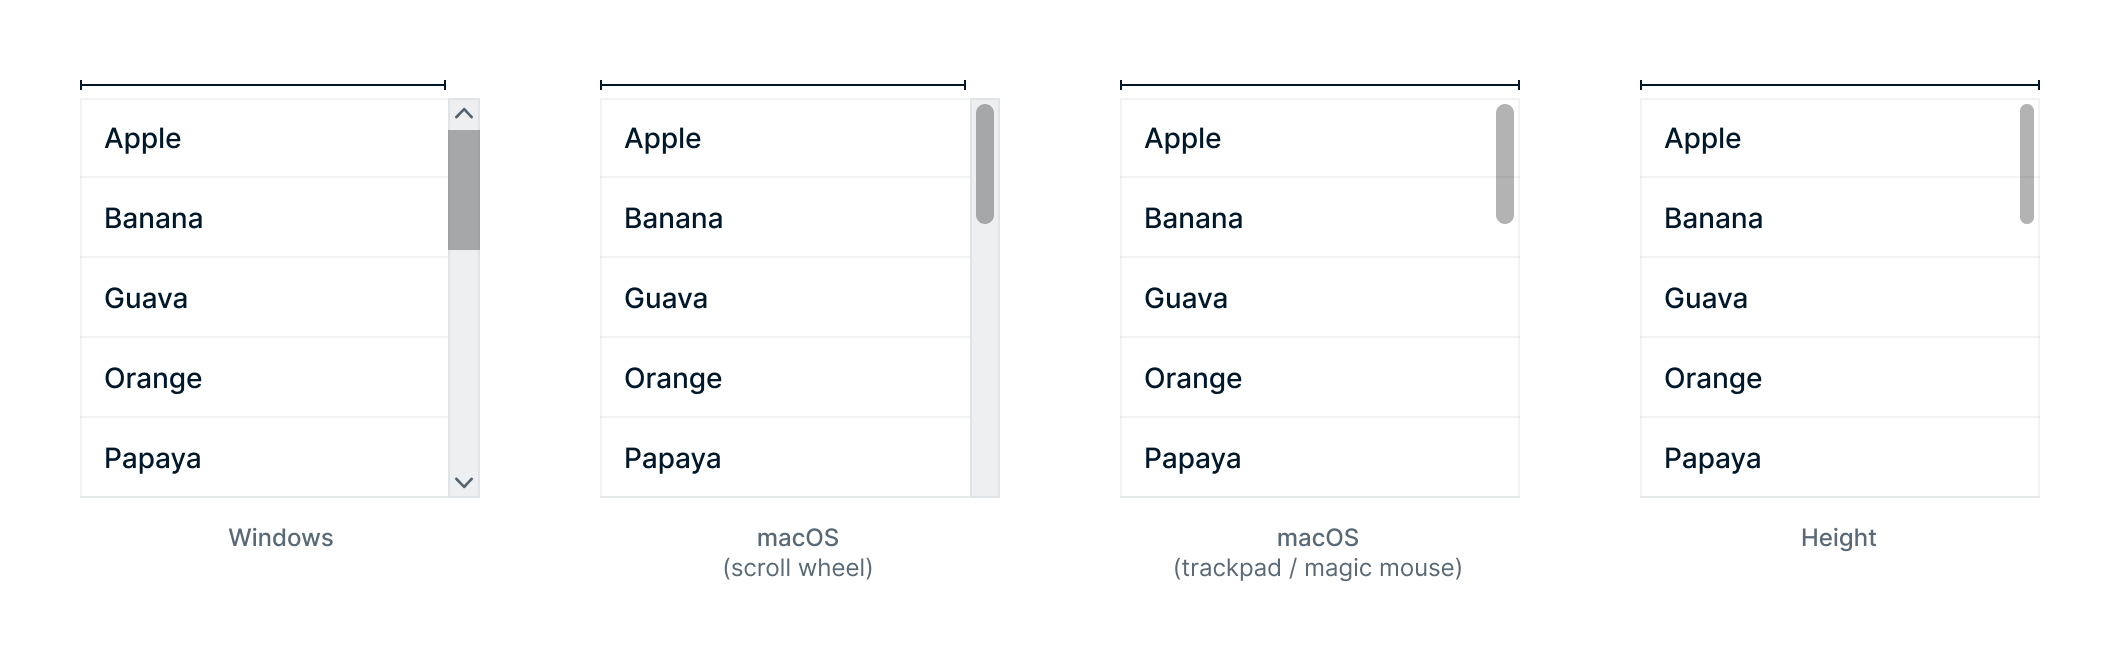 Apple
Banana
Guava
Orange
Papaya
Windows
Apple
Banana
Guava
Orange
Papaya
macOS
(scroll wheel)
Apple
Banana
Guava
Orange
Papaya
macOS
(trackpad / magic mouse)
Apple
Banana
Guava
Orange
Papaya
Height